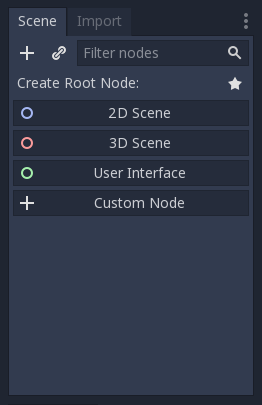 Scene Import
Filter nodes
Create Root Node:
2D Scene
3D Scene
User Interface
Custom Node